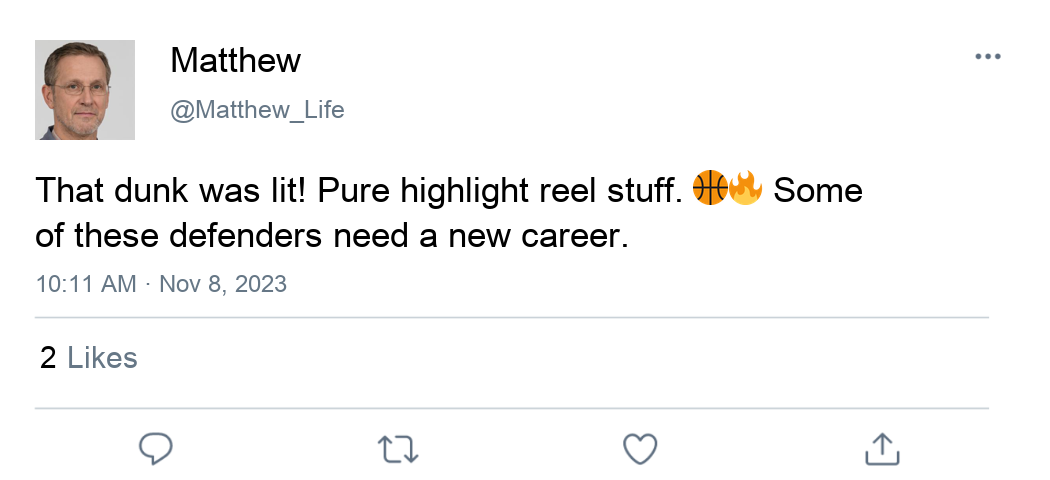 Matthew
@Matthew_Life
That dunk was lit! Pure highlight reel stuff. 🏀🔥 Some
of these defenders need a new career.
10:11 AM · Nov 8, 2023
2 Likes